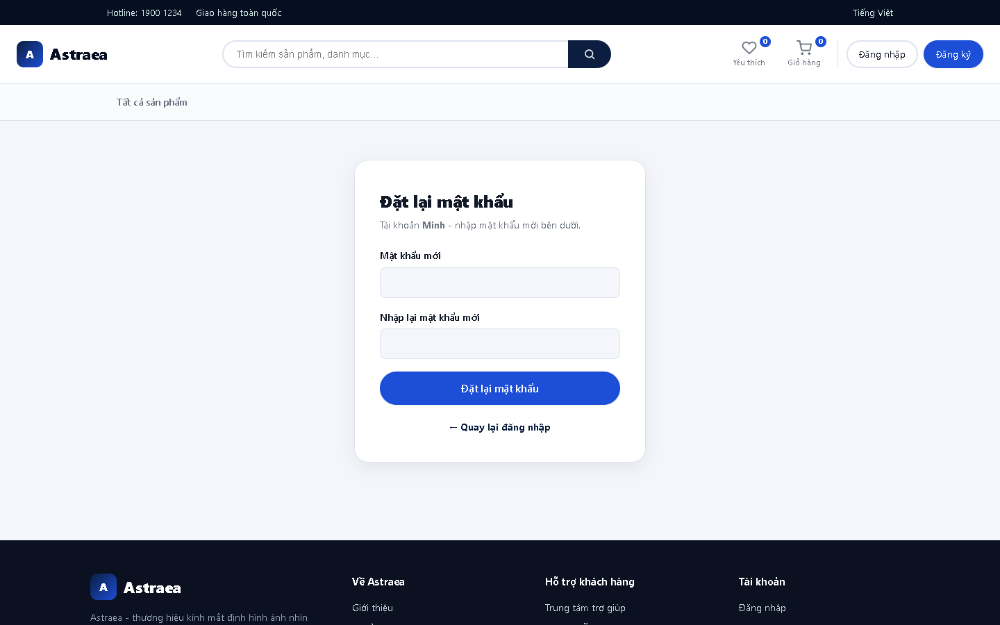 Hotline: 1900 1234 Giao hàng toàn quốc Tiếng Việt
A Astraea
Tìm kiếm sản phẩm, danh mục...
0 0
Yêu thích Giỏ hàng
Đăng nhập Đăng ký
Tất cả sản phẩm
Đặt lại mật khẩu
Tài khoản Minh - nhập mật khẩu mới bên dưới.
Mật khẩu mới
Nhập lại mật khẩu mới
Đặt lại mật khẩu
← Quay lại đăng nhập
A Astraea
Astraea - thương hiệu kính mắt định hình ánh nhìn
Về Astraea
Giới thiệu
Hỗ trợ khách hàng
Trung tâm trợ giúp
Tài khoản
Đăng nhập